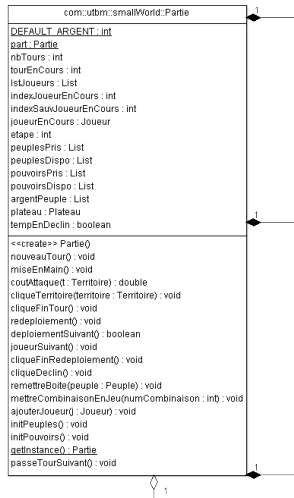 com::utbm::smallWorld::Partie
1
DEFAULT_ARGENT : int
part : Partie
nbTours : int
tourEnCours : int
lstJoueurs : List
indexJoueurEnCours : int
indexSauvJoueurEnCours : int
joueurEnCours : Joueur
etape : int
peuplesPris : List
peuplesDispo : List
pouvoirsPris : List
pouvoirsDispo : List
argentPeuple : List
plateau : Plateau
1
tempEnDeclin : boolean
<<create>> Partie()
nouveauTour() : void
miseEnMain() : void
coutAttaque(t : Territoire) : double
cliqueTerritoire(territoire : Territoire) : void
cliqueFinTour() : void
redeploiement() : void
deploiementSuivant() : boolean
joueurSuivant() : void
cliqueFinRedeploiement() : void
cliqueDeclin() : void
remettreBoite(peuple : Peuple) : void
mettreCombinaisonEnJeu(numCombinaison : int) : void
ajouterJoueur(j : Joueur) : void
initPeuples() : void
initPouvoirs() : void
getInstance() : Partie
1
passeTourSuivant() : void
1